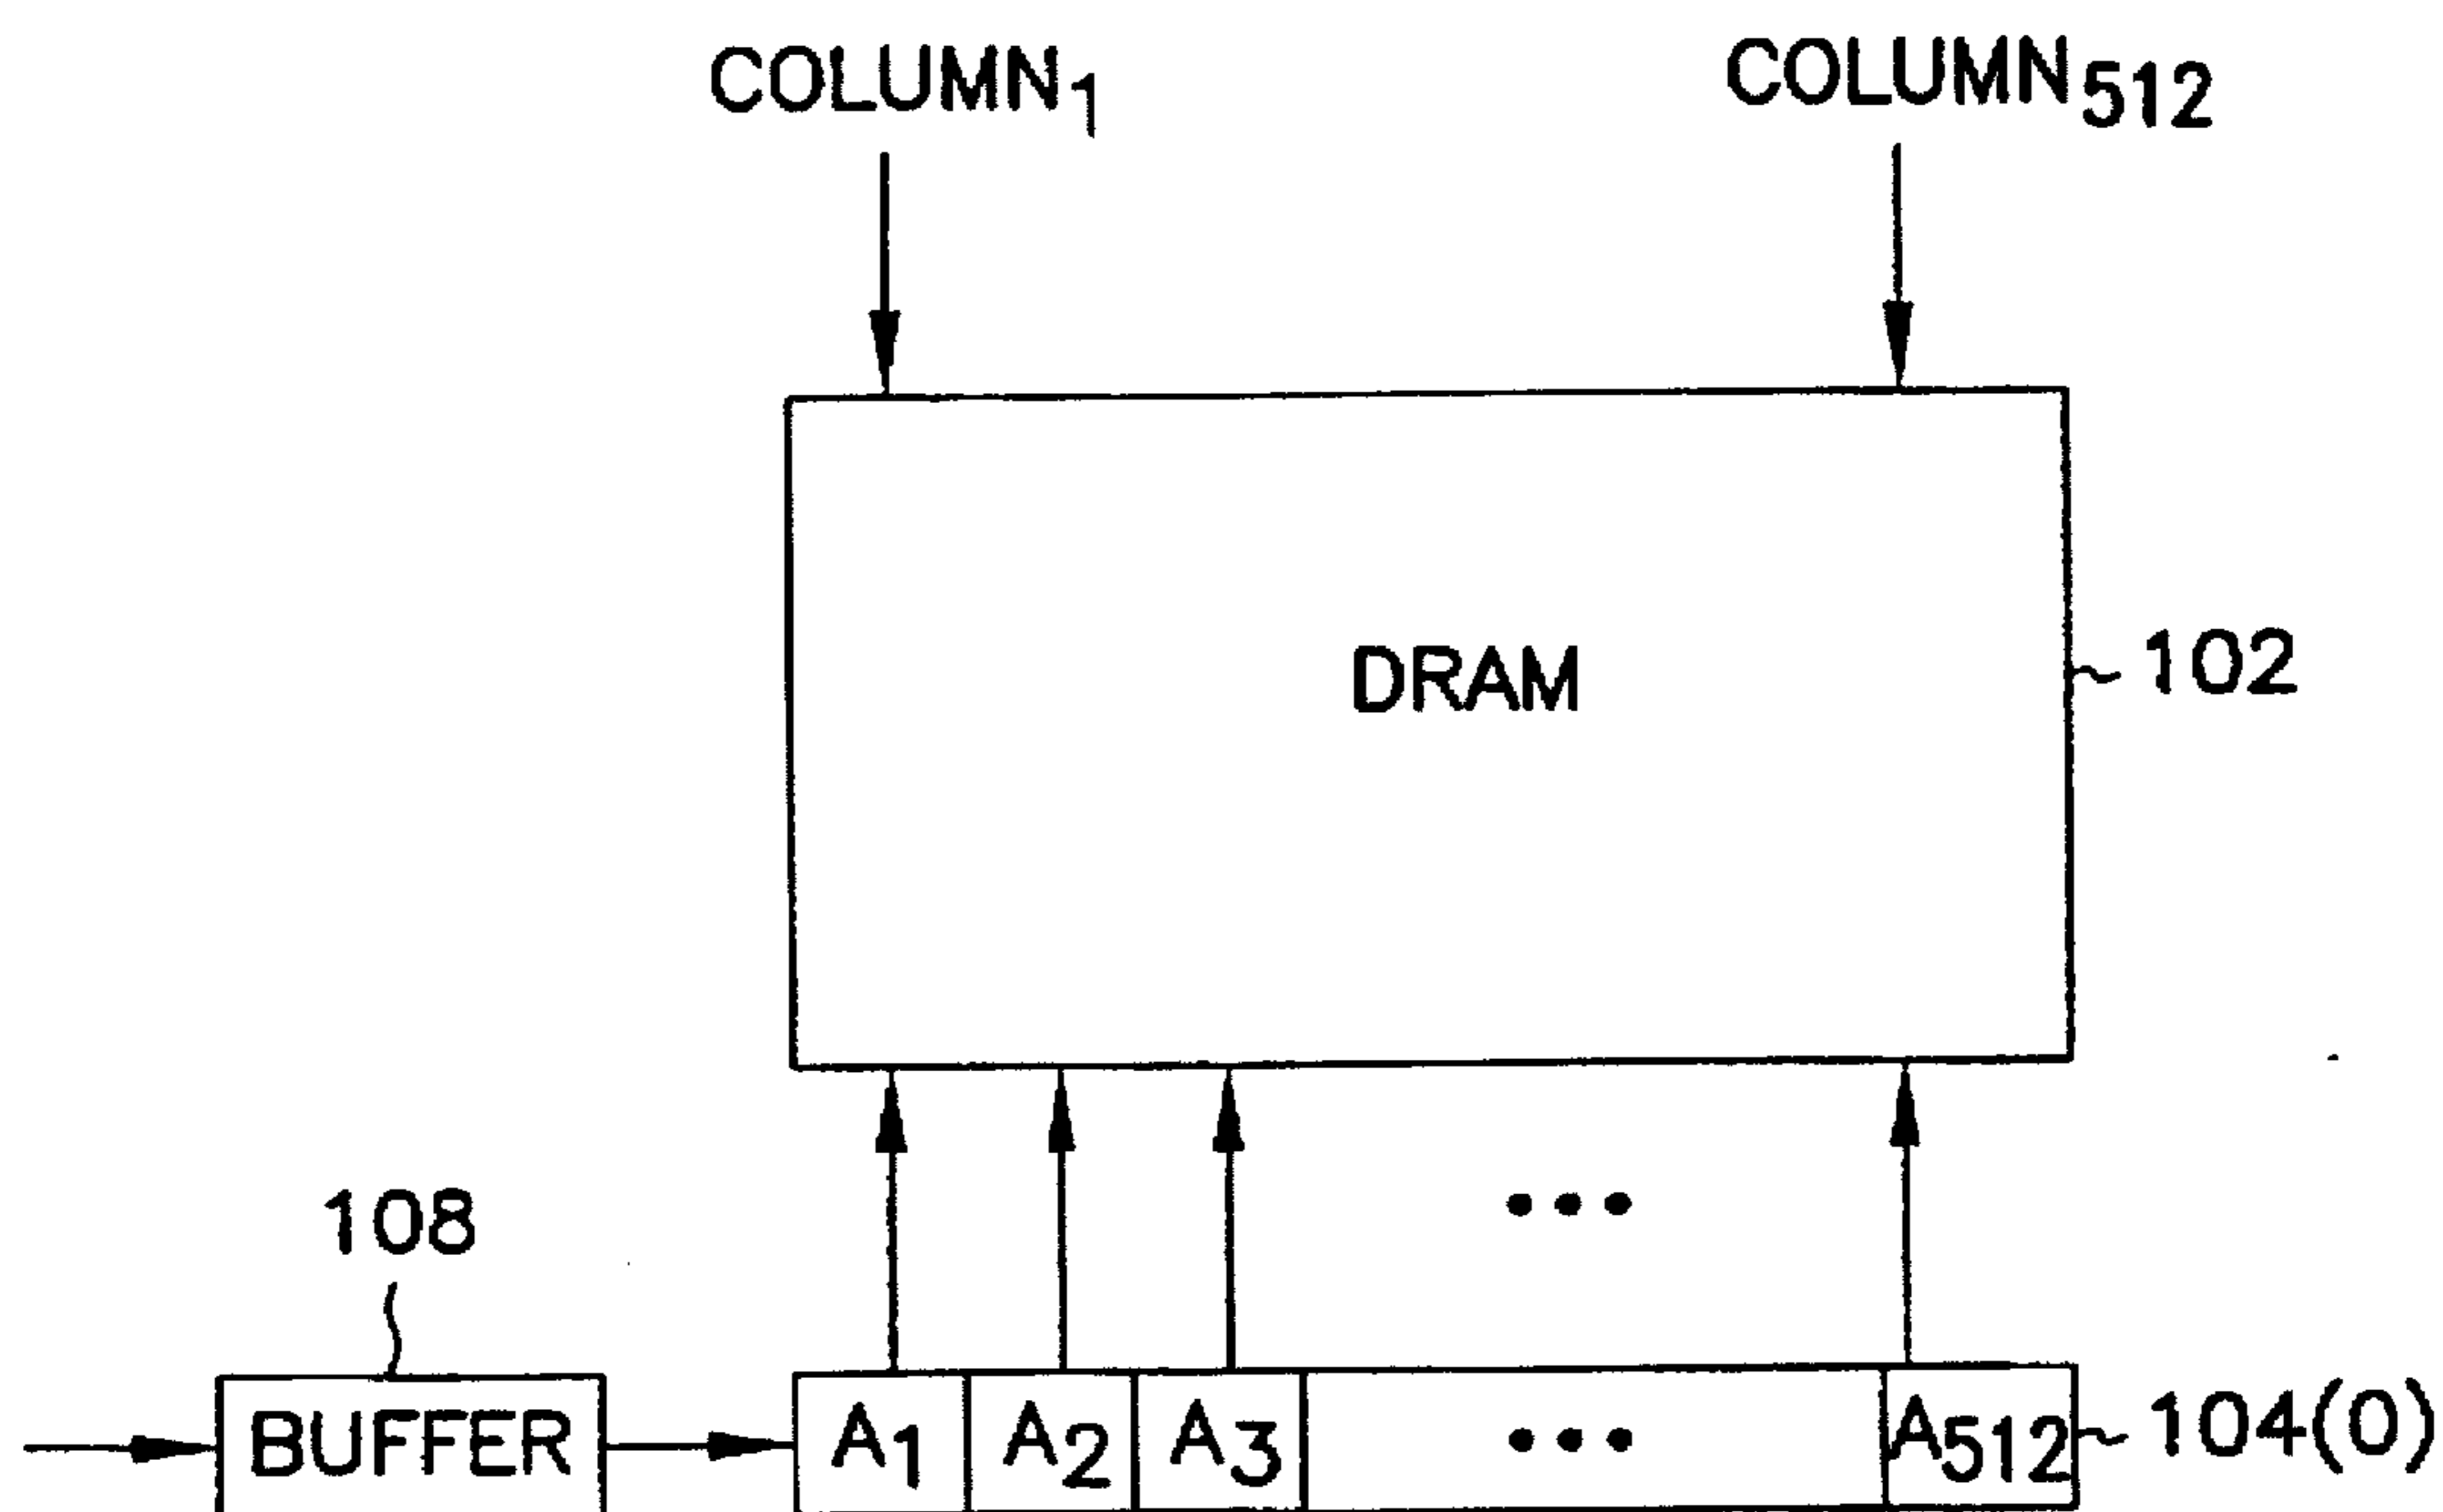 COLUMN1 COLUMN512
DRAM
102
108
BUFFER A1 A2 A3 ••• A512 104(0)